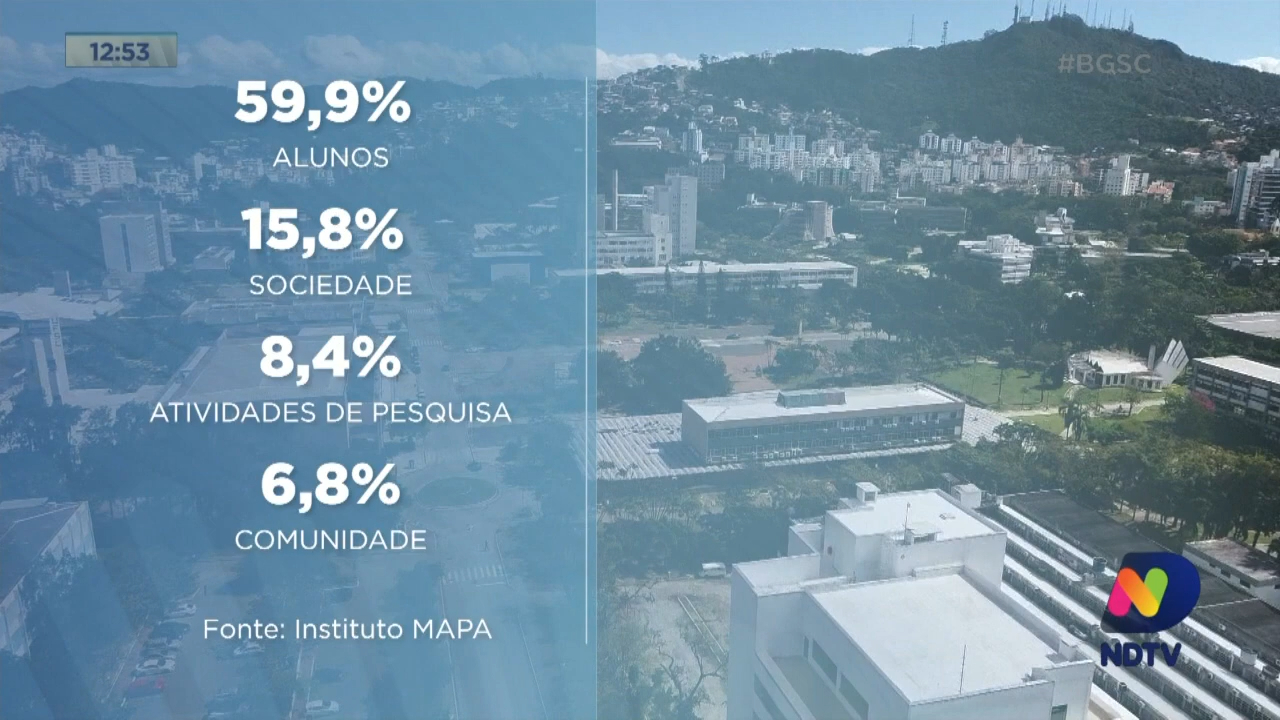 12:53
#BGSC
59,9%
ALUNOS
15,8%
SOCIEDADE
8,4%
ATIVIDADES DE PESQUISA
6,8%
COMUNIDADE
Fonte: Instituto MAPA
NDTV